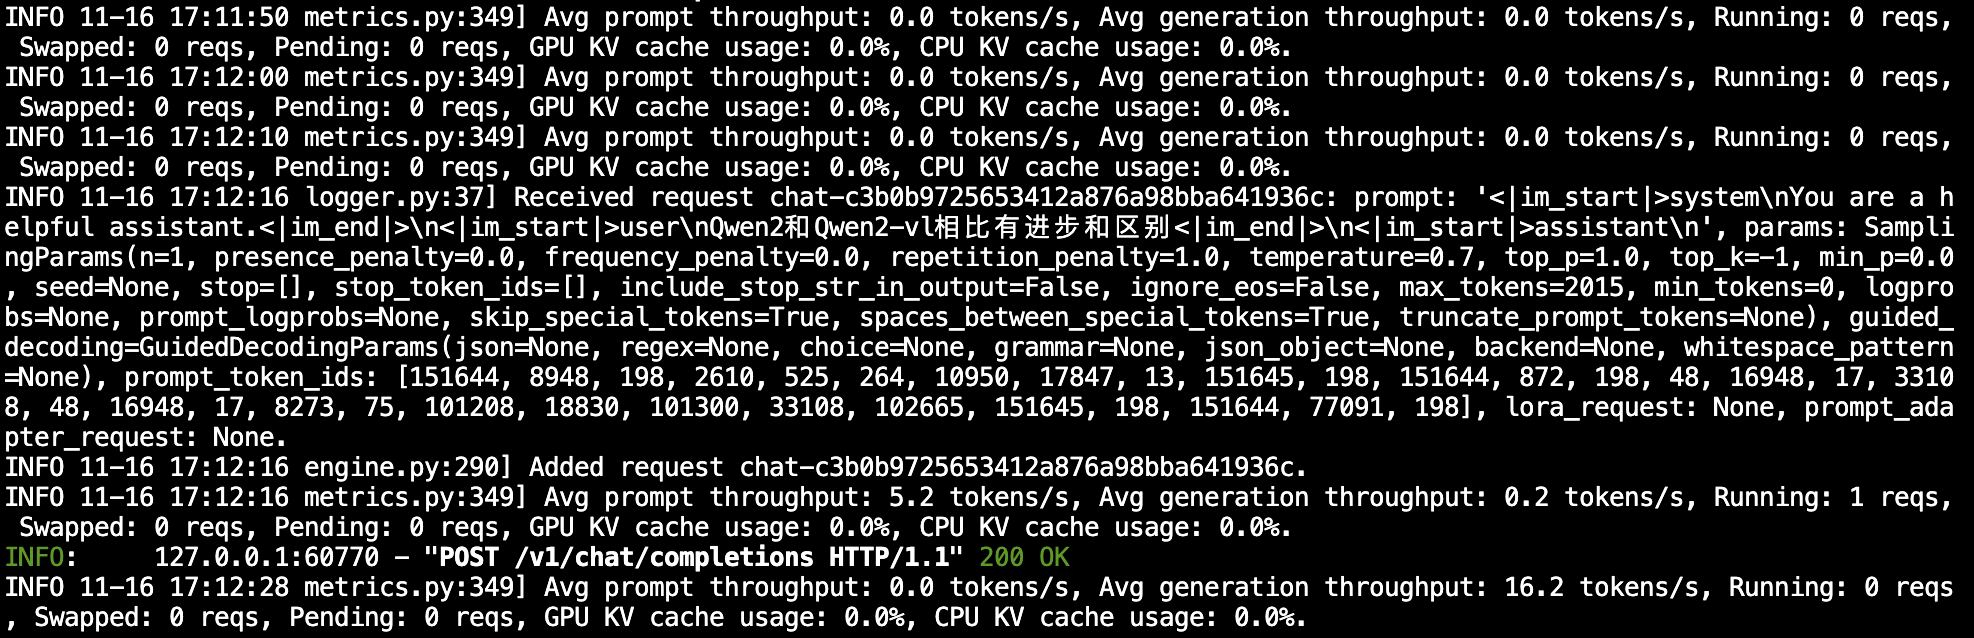 INFO 11-16 17:11:50 metrics.py:349] Avg prompt throughput: 0.0 tokens/s, Avg generation throughput: 0.0 tokens/s, Running: 0 reqs,
 Swapped: 0 reqs, Pending: 0 reqs, GPU KV cache usage: 0.0%, CPU KV cache usage: 0.0%.
INFO 11-16 17:12:00 metrics.py:349] Avg prompt throughput: 0.0 tokens/s, Avg generation throughput: 0.0 tokens/s, Running: 0 reqs,
 Swapped: 0 reqs, Pending: 0 reqs, GPU KV cache usage: 0.0%, CPU KV cache usage: 0.0%.
INFO 11-16 17:12:10 metrics.py:349] Avg prompt throughput: 0.0 tokens/s, Avg generation throughput: 0.0 tokens/s, Running: 0 reqs,
 Swapped: 0 reqs, Pending: 0 reqs, GPU KV cache usage: 0.0%, CPU KV cache usage: 0.0%.
INFO 11-16 17:12:16 logger.py:37] Received request chat-c3b0b9725653412a876a98bba641936c: prompt: '<|im_start|>system\nYou are a h
elpful assistant.<|im_end|>\n<|im_start|>user\nQwen2和Qwen2-vl相比有进步和区别<|im_end|>\n<|im_start|>assistant\n', params: Sampli
ngParams(n=1, presence_penalty=0.0, frequency_penalty=0.0, repetition_penalty=1.0, temperature=0.7, top_p=1.0, top_k=-1, min_p=0.0
, seed=None, stop=[], stop_token_ids=[], include_stop_str_in_output=False, ignore_eos=False, max_tokens=2015, min_tokens=0, logpro
bs=None, prompt_logprobs=None, skip_special_tokens=True, spaces_between_special_tokens=True, truncate_prompt_tokens=None), guided_
decoding=GuidedDecodingParams(json=None, regex=None, choice=None, grammar=None, json_object=None, backend=None, whitespace_pattern
=None), prompt_token_ids: [151644, 8948, 198, 2610, 525, 264, 10950, 17847, 13, 151645, 198, 151644, 872, 198, 48, 16948, 17, 3310
8, 48, 16948, 17, 8273, 75, 101208, 18830, 101300, 33108, 102665, 151645, 198, 151644, 77091, 198], lora_request: None, prompt_ada
pter_request: None.
INFO 11-16 17:12:16 engine.py:290] Added request chat-c3b0b9725653412a876a98bba641936c.
INFO 11-16 17:12:16 metrics.py:349] Avg prompt throughput: 5.2 tokens/s, Avg generation throughput: 0.2 tokens/s, Running: 1 reqs,
 Swapped: 0 reqs, Pending: 0 reqs, GPU KV cache usage: 0.0%, CPU KV cache usage: 0.0%.
INFO:     127.0.0.1:60770 - "POST /v1/chat/completions HTTP/1.1" 200 OK
INFO 11-16 17:12:28 metrics.py:349] Avg prompt throughput: 0.0 tokens/s, Avg generation throughput: 16.2 tokens/s, Running: 0 reqs
, Swapped: 0 reqs, Pending: 0 reqs, GPU KV cache usage: 0.0%, CPU KV cache usage: 0.0%.